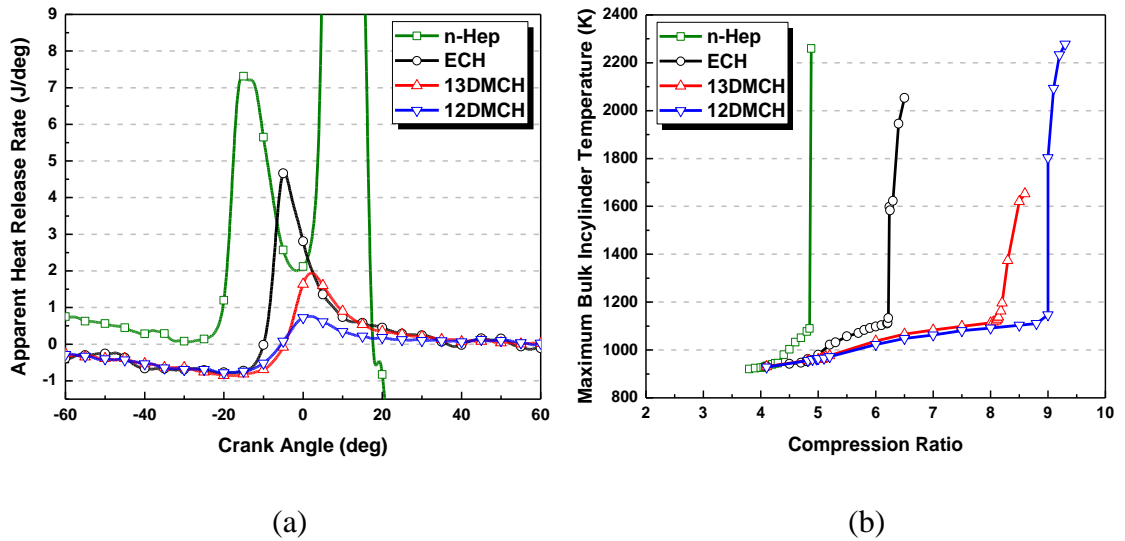 9
8
7
6
5
4
3
2
1
0
-1
Apparent Heat Release Rate (J/deg)
n-Hep
ECH
13DMCH
12DMCH
-60 -40 -20 0 20 40 60
Crank Angle (deg)
(a)
2400
2200
2000
1800
1600
1400
1200
1000
800
Maximum Bulk Incylinder Temperature (K)
n-Hep
ECH
13DMCH
12DMCH
2 3 4 5 6 7 8 9 10
Compression Ratio
(b)